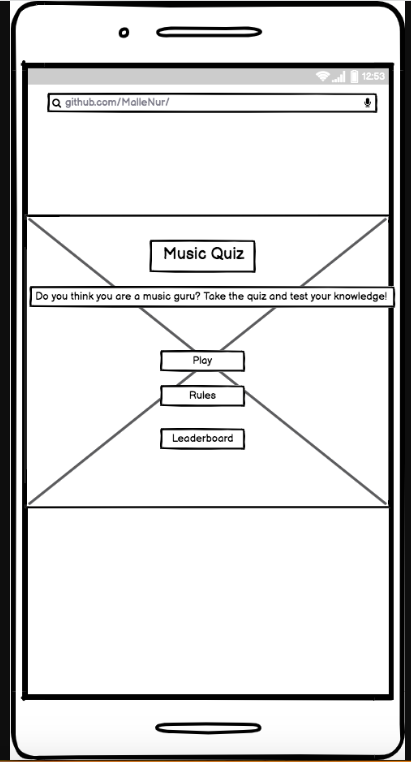 12:53
github.com/MalleNur/
Music Quiz
Do you think you are a music guru? Take the quiz and test your knowledge!
Play
Rules
Leaderboard